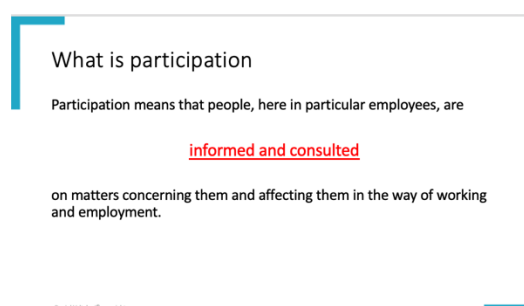 What is participation
Participation means that people, here in particular employees, are
informed and consulted
on matters concerning them and affecting them in the way of working
and employment.